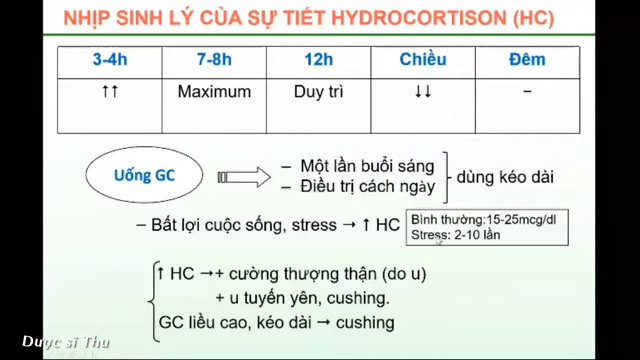 NHỊP SINH LÝ CỦA SỰ TIẾT HYDROCORTISON (HC)
3-4h 7-8h 12h Chiều Đêm
↑↑ Maximum Duy trì ↓↓ –
Uống GC
– Một lần buổi sáng
– Điều trị cách ngày
dùng kéo dài
– Bất lợi cuộc sống, stress → ↑ HC
Bình thường:15-25mcg/dl
Stress: 2-10 lần
↑ HC →+ cường thượng thận (do u)
+ u tuyến yên, cushing.
GC liều cao, kéo dài → cushing
Dược sĩ Thu